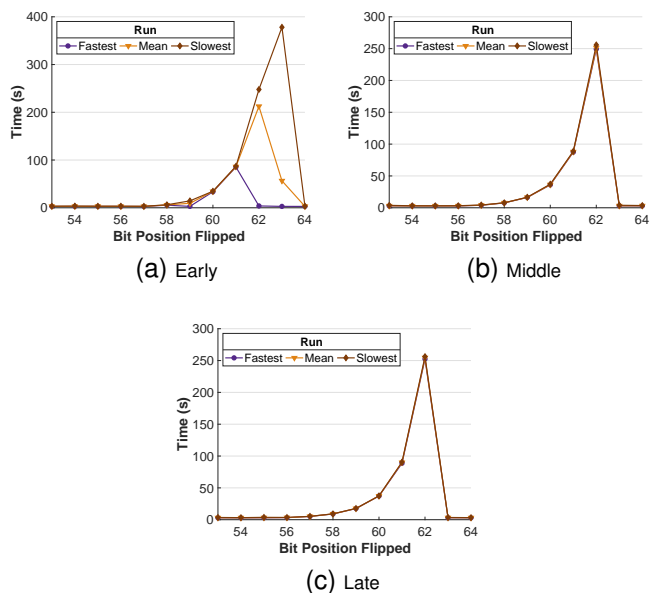 400
300
200
100
0
Time (s)
Run
Fastest Mean Slowest
54 56 58 60 62 64
Bit Position Flipped
(a) Early
300
250
200
150
100
50
0
Time (s)
Run
Fastest Mean Slowest
54 56 58 60 62 64
Bit Position Flipped
(b) Middle
300
250
200
150
100
50
0
Time (s)
Run
Fastest Mean Slowest
54 56 58 60 62 64
Bit Position Flipped
(c) Late